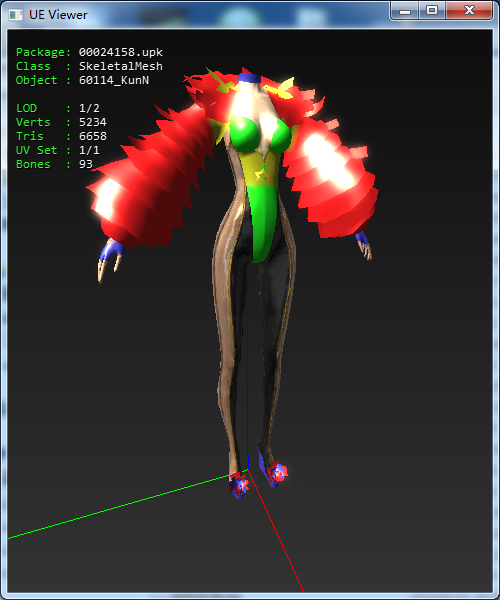 UE Viewer
Package: 00024158.upk
Class : SkeletalMesh
Object : 60114_KunN
LOD : 1/2
Verts : 5234
Tris : 6658
UV Set : 1/1
Bones : 93